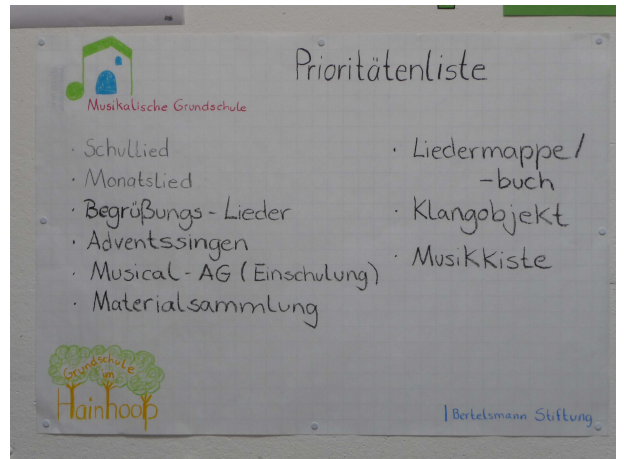 Prioritätenliste
Musikalische Grundschule
· Schullied
· Monatslied
· Begrüßungs - Lieder
· Adventssingen
· Musical - AG (Einschulung)
· Materialsammlung
· Liedermappe /
-buch
· Klangobjekt
· Musikkiste
Grundschule
im
Hainhoop
Bertelsmann Stiftung